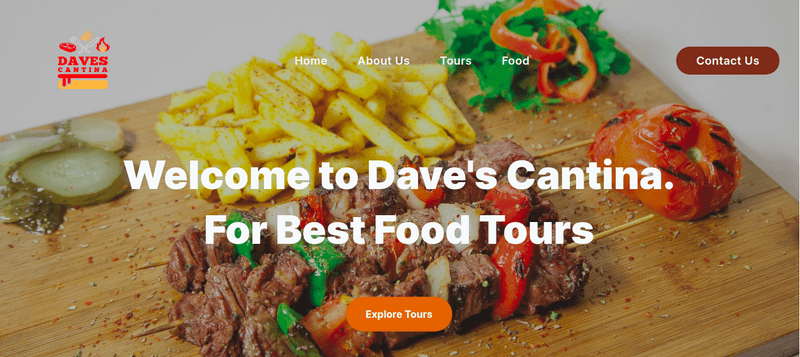 DAVES
CANTINA
Home
About Us
Tours
Food
Contact Us
Welcome to Dave's Cantina.
For Best Food Tours
Explore Tours